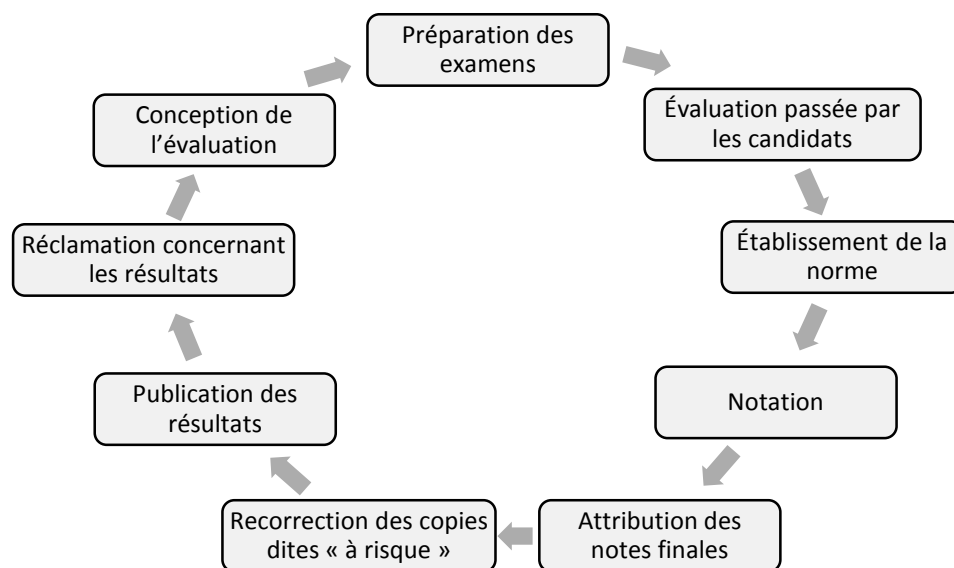 Préparation des
examens
Évaluation passée par
les candidats
Établissement de la
norme
Notation
Attribution des
notes finales
Recorrection des copies
dites « à risque »
Publication des
résultats
Réclamation concernant
les résultats
Conception de
l’évaluation